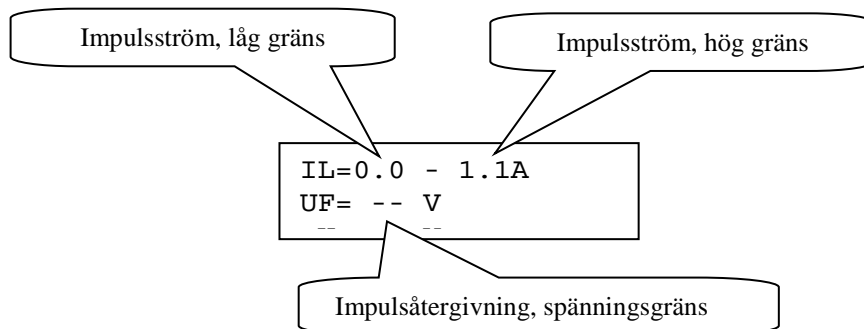 Impulsström, låg gräns
Impulsström, hög gräns
IL=0.0 - 1.1A
UF= -- V
-- --
Impulsåtergivning, spänningsgräns